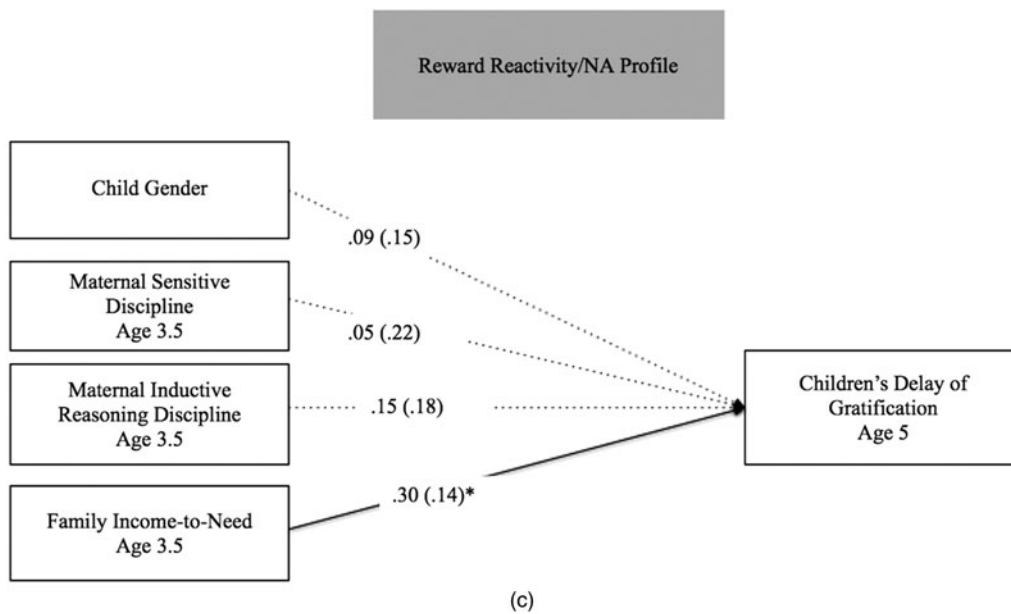 Reward Reactivity/NA Profile
Child Gender
.09 (.15)
Maternal Sensitive
Discipline
Age 3.5
.05 (.22)
Maternal Inductive
Reasoning Discipline
Age 3.5
.15 (.18)
Children's Delay of
Gratification
Age 5
Family Income-to-Need
Age 3.5
.30 (.14)*
(c)